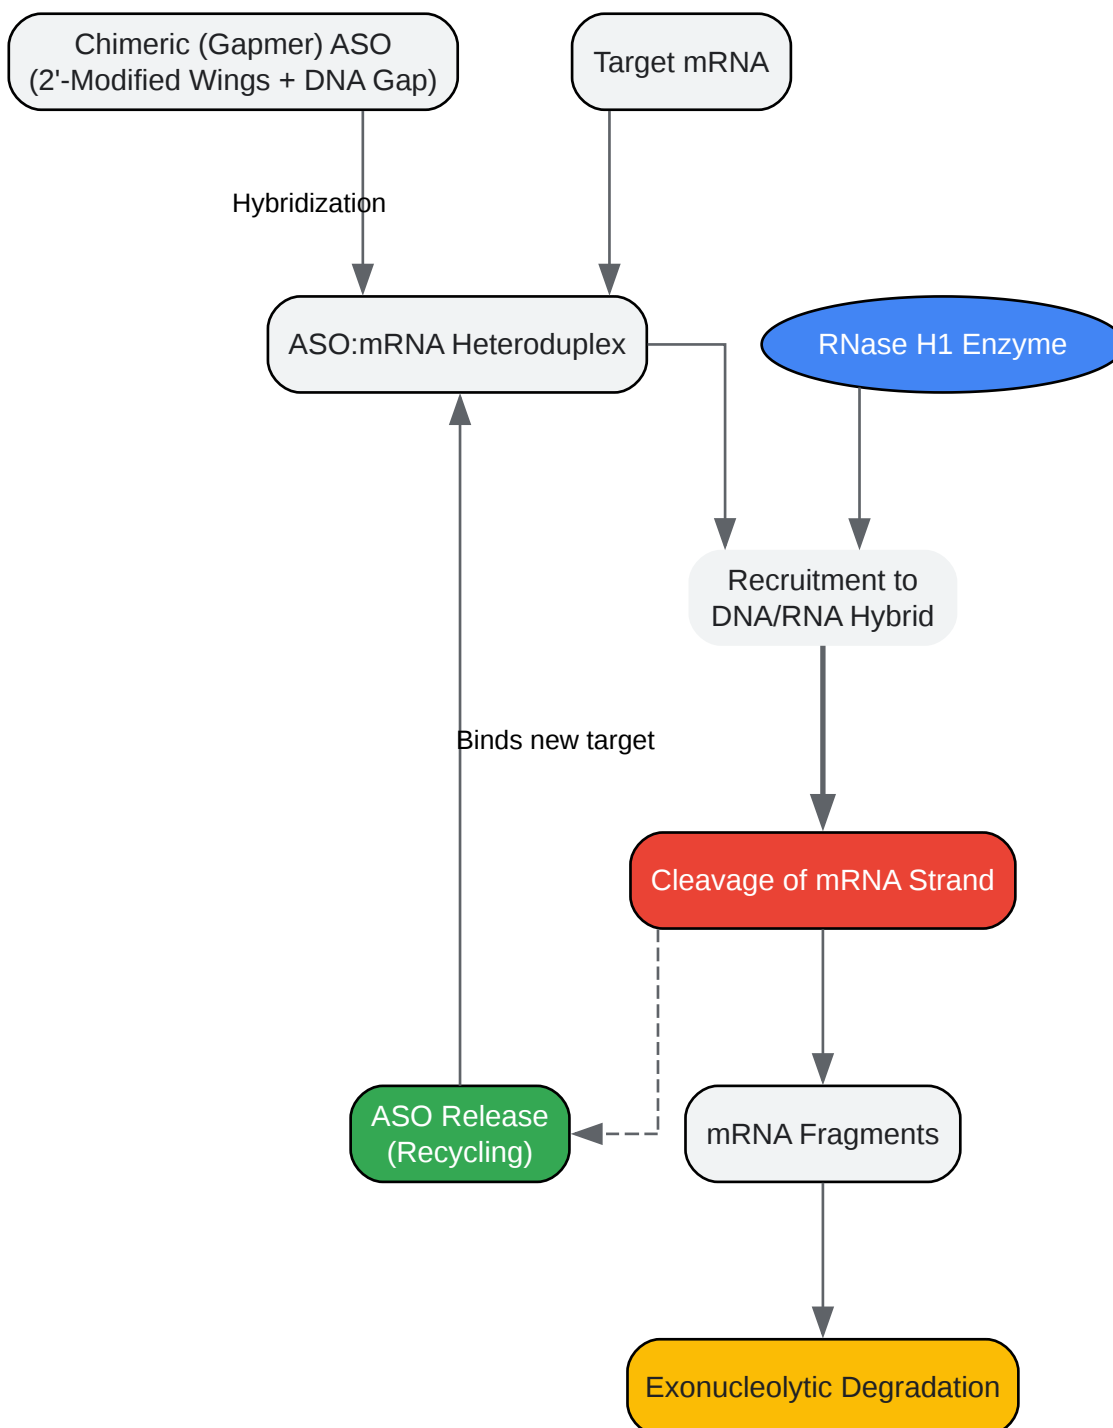 Chimeric (Gapmer) ASO
(2'-Modified Wings + DNA Gap)
Target mRNA
Hybridization
ASO:mRNA Heteroduplex
RNase H1 Enzyme
Recruitment to
DNA/RNA Hybrid
Binds new target
Cleavage of mRNA Strand
ASO Release
(Recycling)
mRNA Fragments
Exonucleolytic Degradation